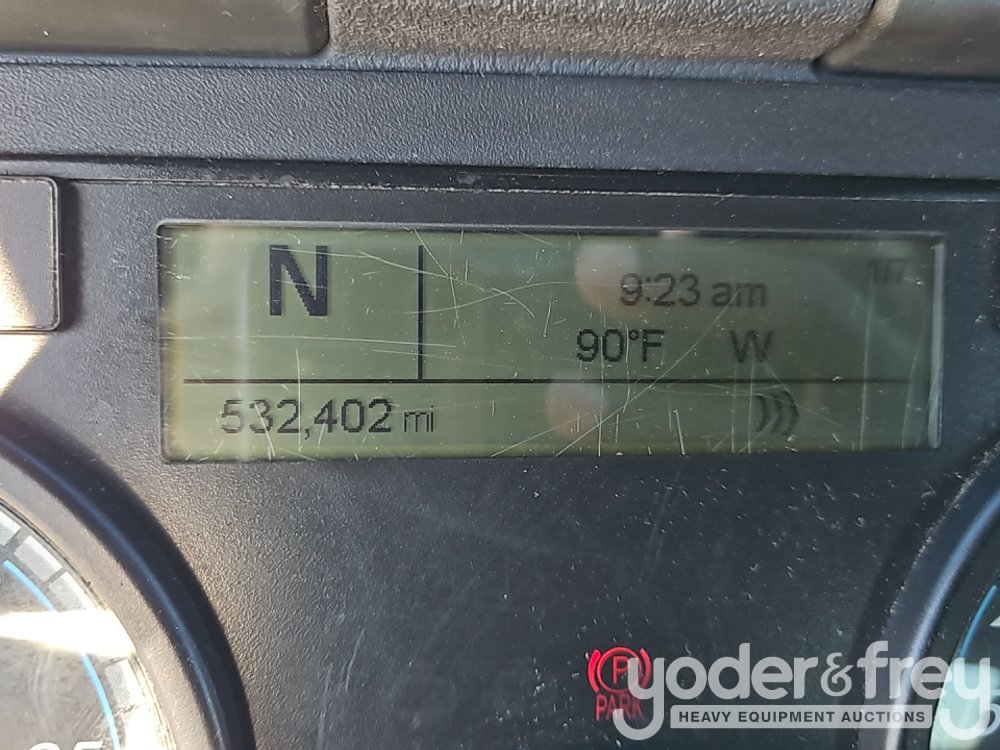 N
9:23 am
90°F W
532,402 mi
P
PARK
yoder&frey
HEAVY EQUIPMENT AUCTIONS